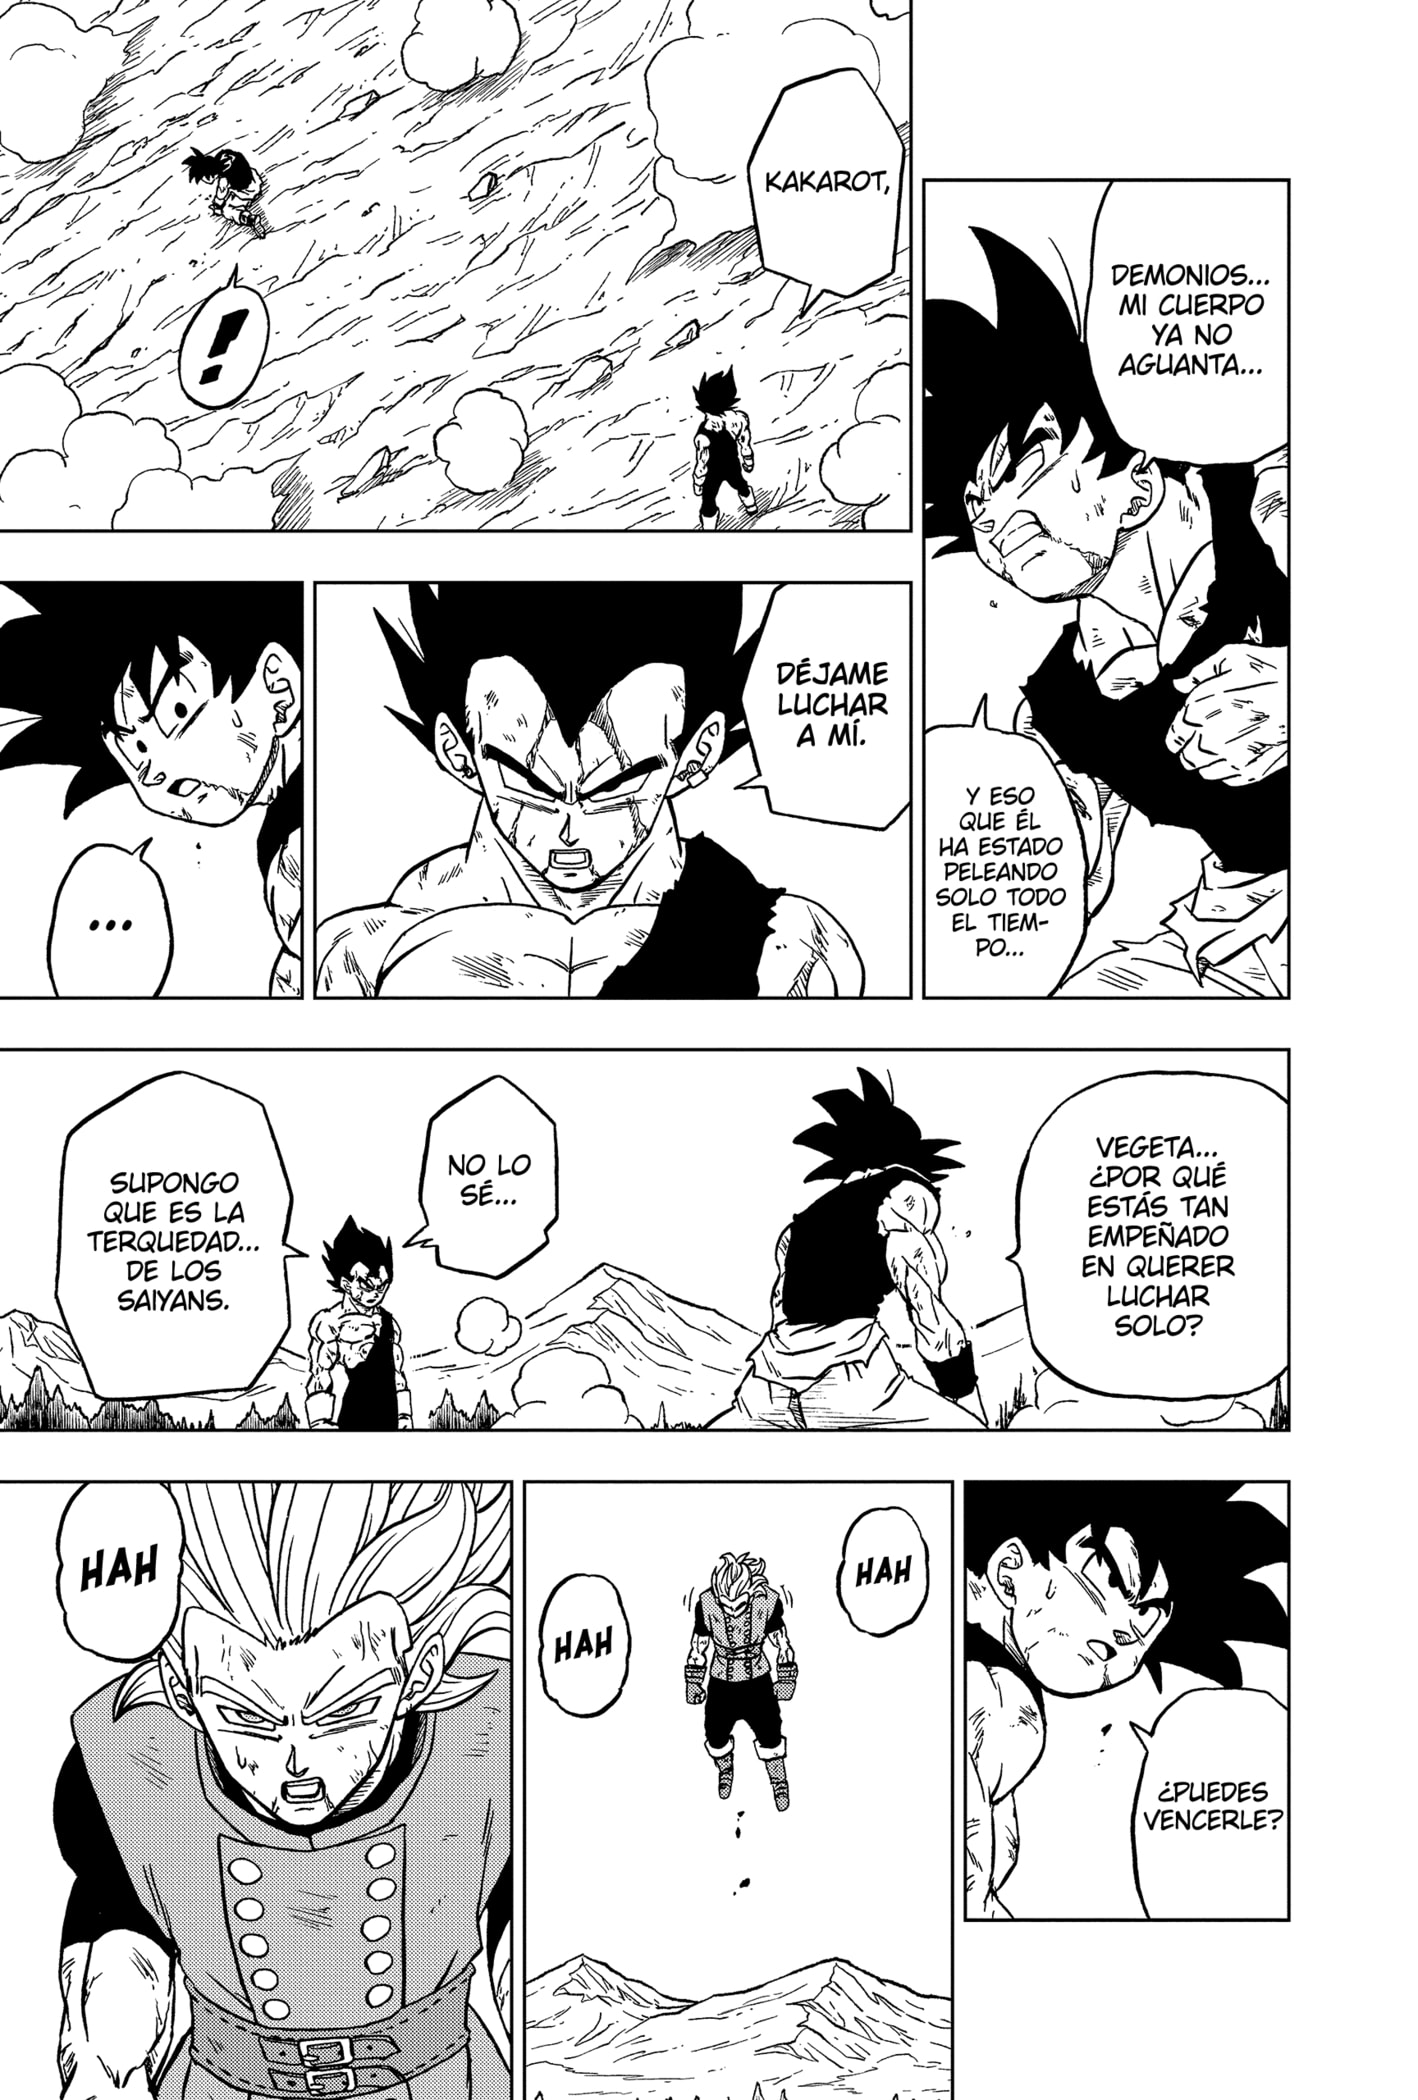 DEMONIOS...
MI CUERPO
YA NO
AGUANTA...
Y ESO
QUE ÉL
HA ESTADO
PELEANDO
SOLO TODO
EL TIEM-
PO...
KAKAROT,
!
DÉJAME
LUCHAR
A MÍ.
...
VEGETA...
¿POR QUÉ
ESTÁS TAN
EMPEÑADO
EN QUERER
LUCHAR
SOLO?
NO LO
SÉ...
SUPONGO
QUE ES LA
TERQUEDAD...
DE LOS
SAIYANS.
¿PUEDES
VENCERLE?
HAH
HAH
HAH